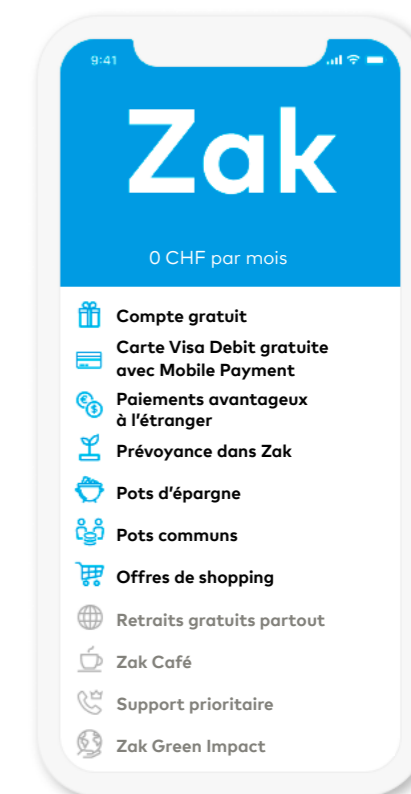 9:41
Zak
0 CHF par mois
Compte gratuit
Carte Visa Debit gratuite
avec Mobile Payment
Paiements avantageux
à l'étranger
Prévoyance dans Zak
Pots d'épargne
Pots communs
Offres de shopping
Retraits gratuits partout
Zak Café
Support prioritaire
Zak Green Impact